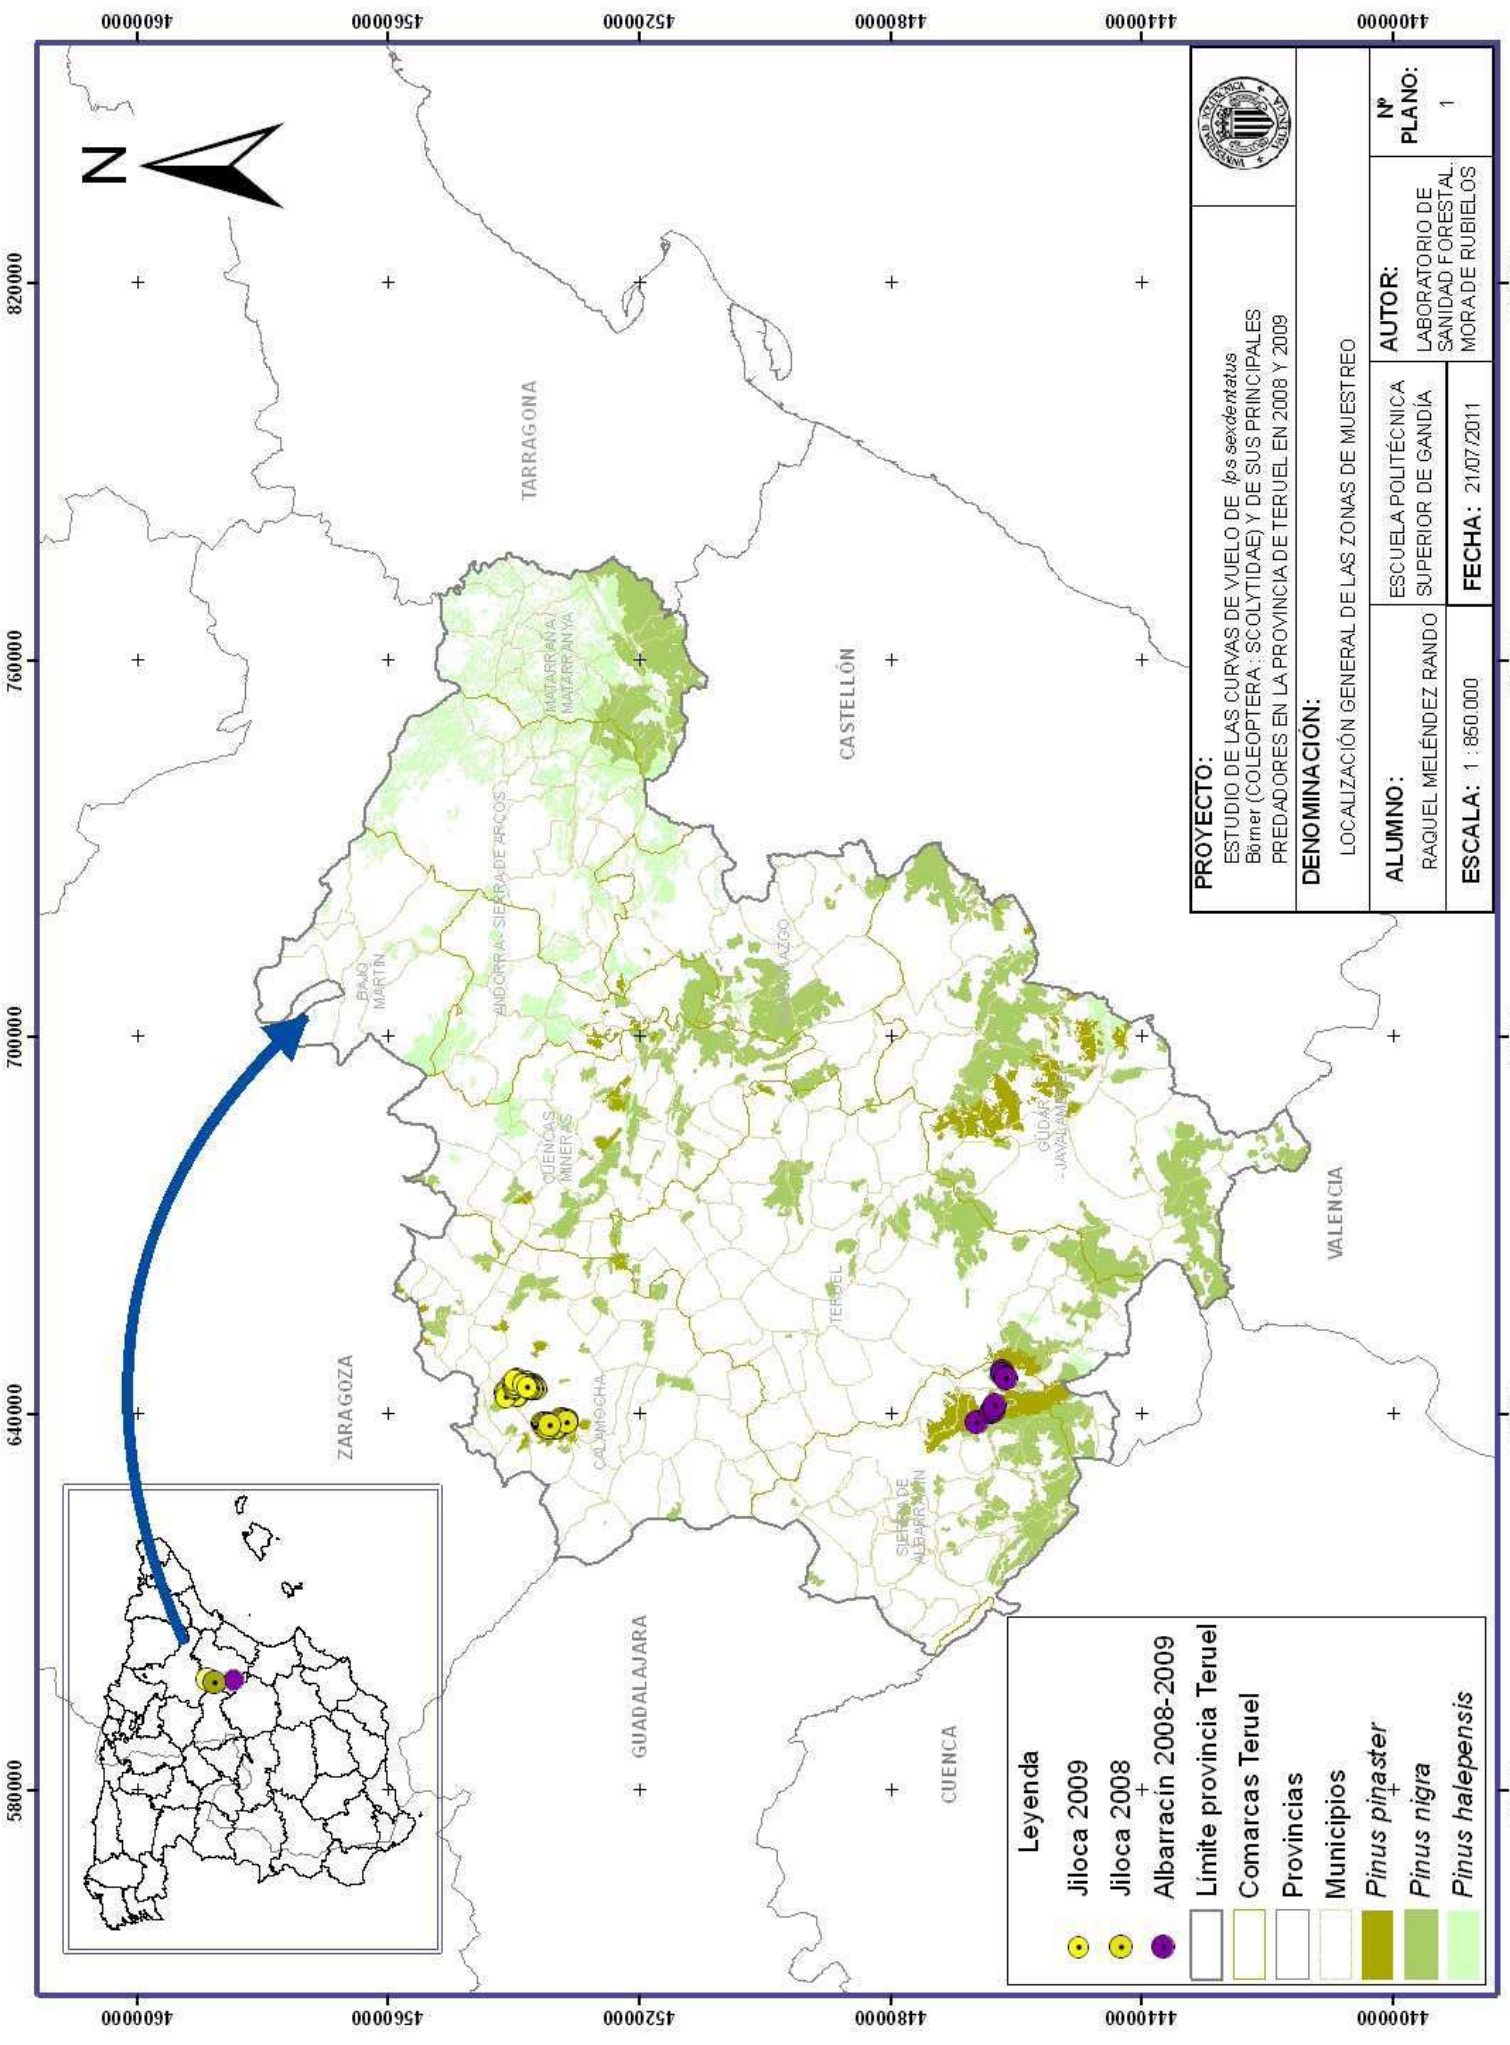 580000
640000
700000
760000
820000
4600000
4560000
4520000
4480000
4440000
4400000
4600000
4560000
4520000
4480000
4440000
4400000
N
ZARAGOZA
TARRAGONA
GUADALAJARA
CUENCA
CASTELLÓN
VALENCIA
BAJO
MARTÍN
ANDORRA - SIERRA DE ARCOS
MATARRAÑA/
MATARRANYA
CUENCAS
MINERAS
CALAMOCHA
TERUEL
SIERRA DE
ALBARRACÍN
GÚDAR
Leyenda
Jiloca 2009
Jiloca 2008
Albarracín 2008-2009
Límite provincia Teruel
Comarcas Teruel
Provincias
Municipios
Pinus pinaster
Pinus nigra
Pinus halepensis
PROYECTO:
ESTUDIO DE LAS CURVAS DE VUELO DE Ips sexdentatus
Börner (COLEOPTERA : SCOLYTIDAE) Y DE SUS PRINCIPALES
PREDADORES EN LA PROVINCIA DE TERUEL EN 2008 Y 2009
DENOMINACIÓN:
LOCALIZACIÓN GENERAL DE LAS ZONAS DE MUESTREO
ALUMNO:
RAQUEL MELÉNDEZ RANDO
ESCUELA POLITÉCNICA
SUPERIOR DE GANDÍA
AUTOR:
LABORATORIO DE
SANIDAD FORESTAL.
MORA DE RUBIELOS
Nº
PLANO:
1
ESCALA: 1 : 850.000
FECHA: 21/07/2011